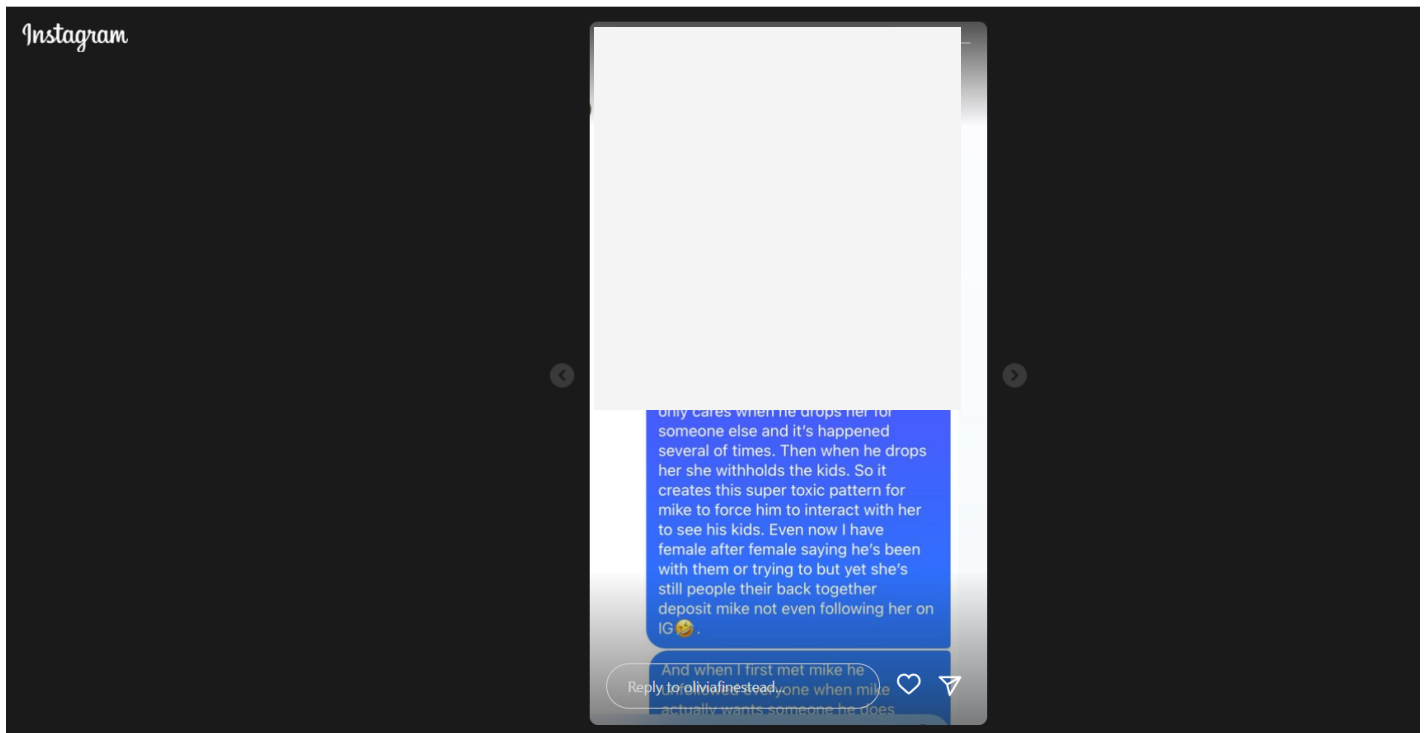 Instagram
only cares when he drops her for
someone else and it’s happened
several of times. Then when he drops
her she withholds the kids. So it
creates this super toxic pattern for
mike to force him to interact with her
to see his kids. Even now I have
female after female saying he’s been
with them or trying to but yet she’s
still people their back together
deposit mike not even following her on
IG🤣.
And when I first met mike he
unfollowed everyone when mike
Reply to oliviafinestead...
actually wants someone he does